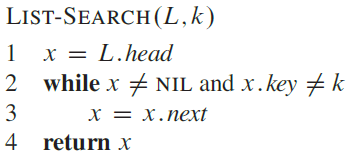 LIST-SEARCH(L, k)
1 x = L.head
2 while x ≠ NIL and x.key ≠ k
3 x = x.next
4 return x